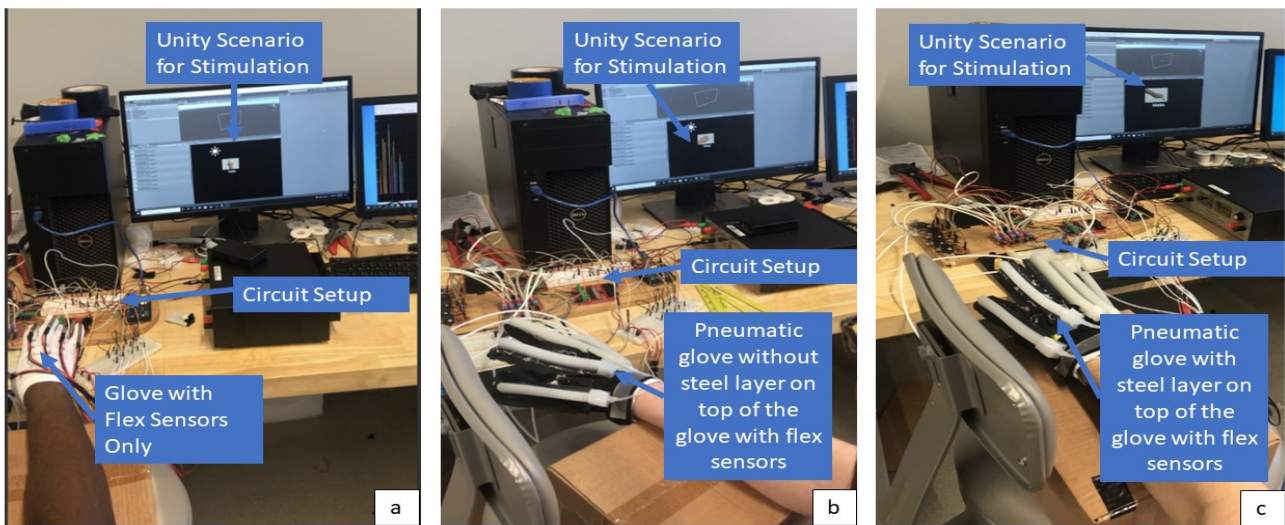 Unity Scenario
for Stimulation
Circuit Setup
Glove with
Flex Sensors
Only
a
Unity Scenario
for Stimulation
Circuit Setup
Pneumatic
glove without
steel layer on
top of the
glove with flex
sensors
b
Unity Scenario
for Stimulation
Circuit Setup
Pneumatic
glove with
steel layer on
top of the
glove with flex
sensors
c